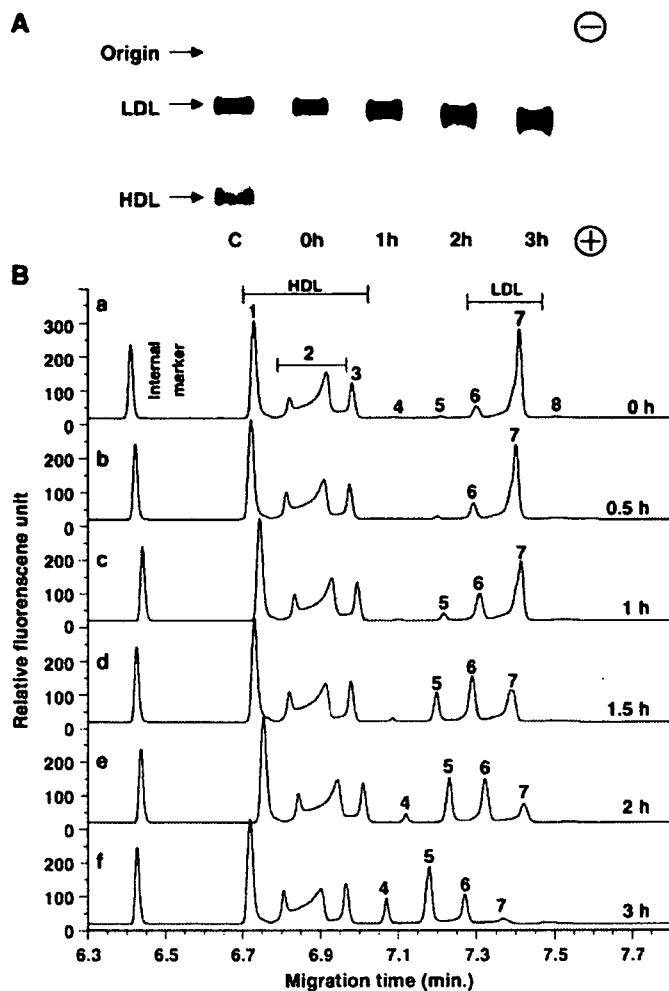 A
Origin
LDL
HDL
C 0h 1h 2h 3h
B
HDL
LDL
Relative fluorenscene unit
a
300
200
100
0
Internal marker
1
2
3
4
5
6
7
8
0 h
b
200
100
0
6
7
0.5 h
c
200
100
0
5
6
7
1 h
d
200
100
0
5
6
7
1.5 h
e
200
100
0
4
5
6
7
2 h
f
200
100
0
4
5
6
7
3 h
6.3 6.5 6.7 6.9 7.1 7.3 7.5 7.7
Migration time (min.)